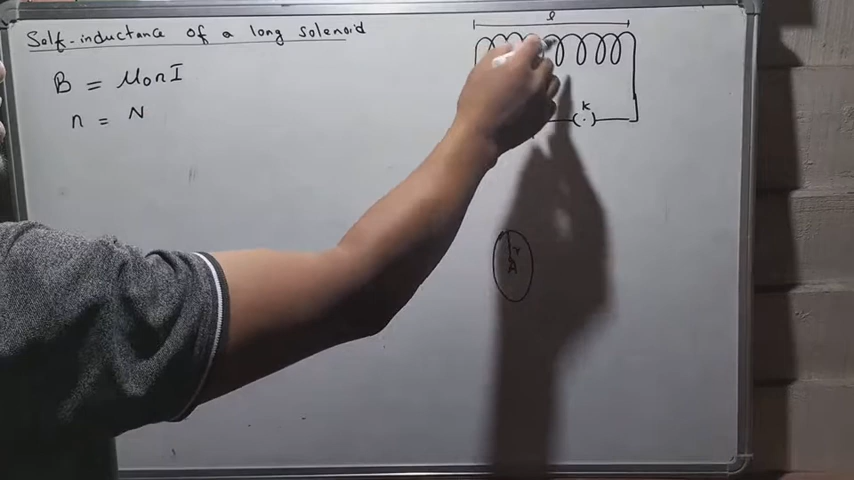 Self-inductance of a long solenoid
l
B = μ₀nI
n = N
K
r
A